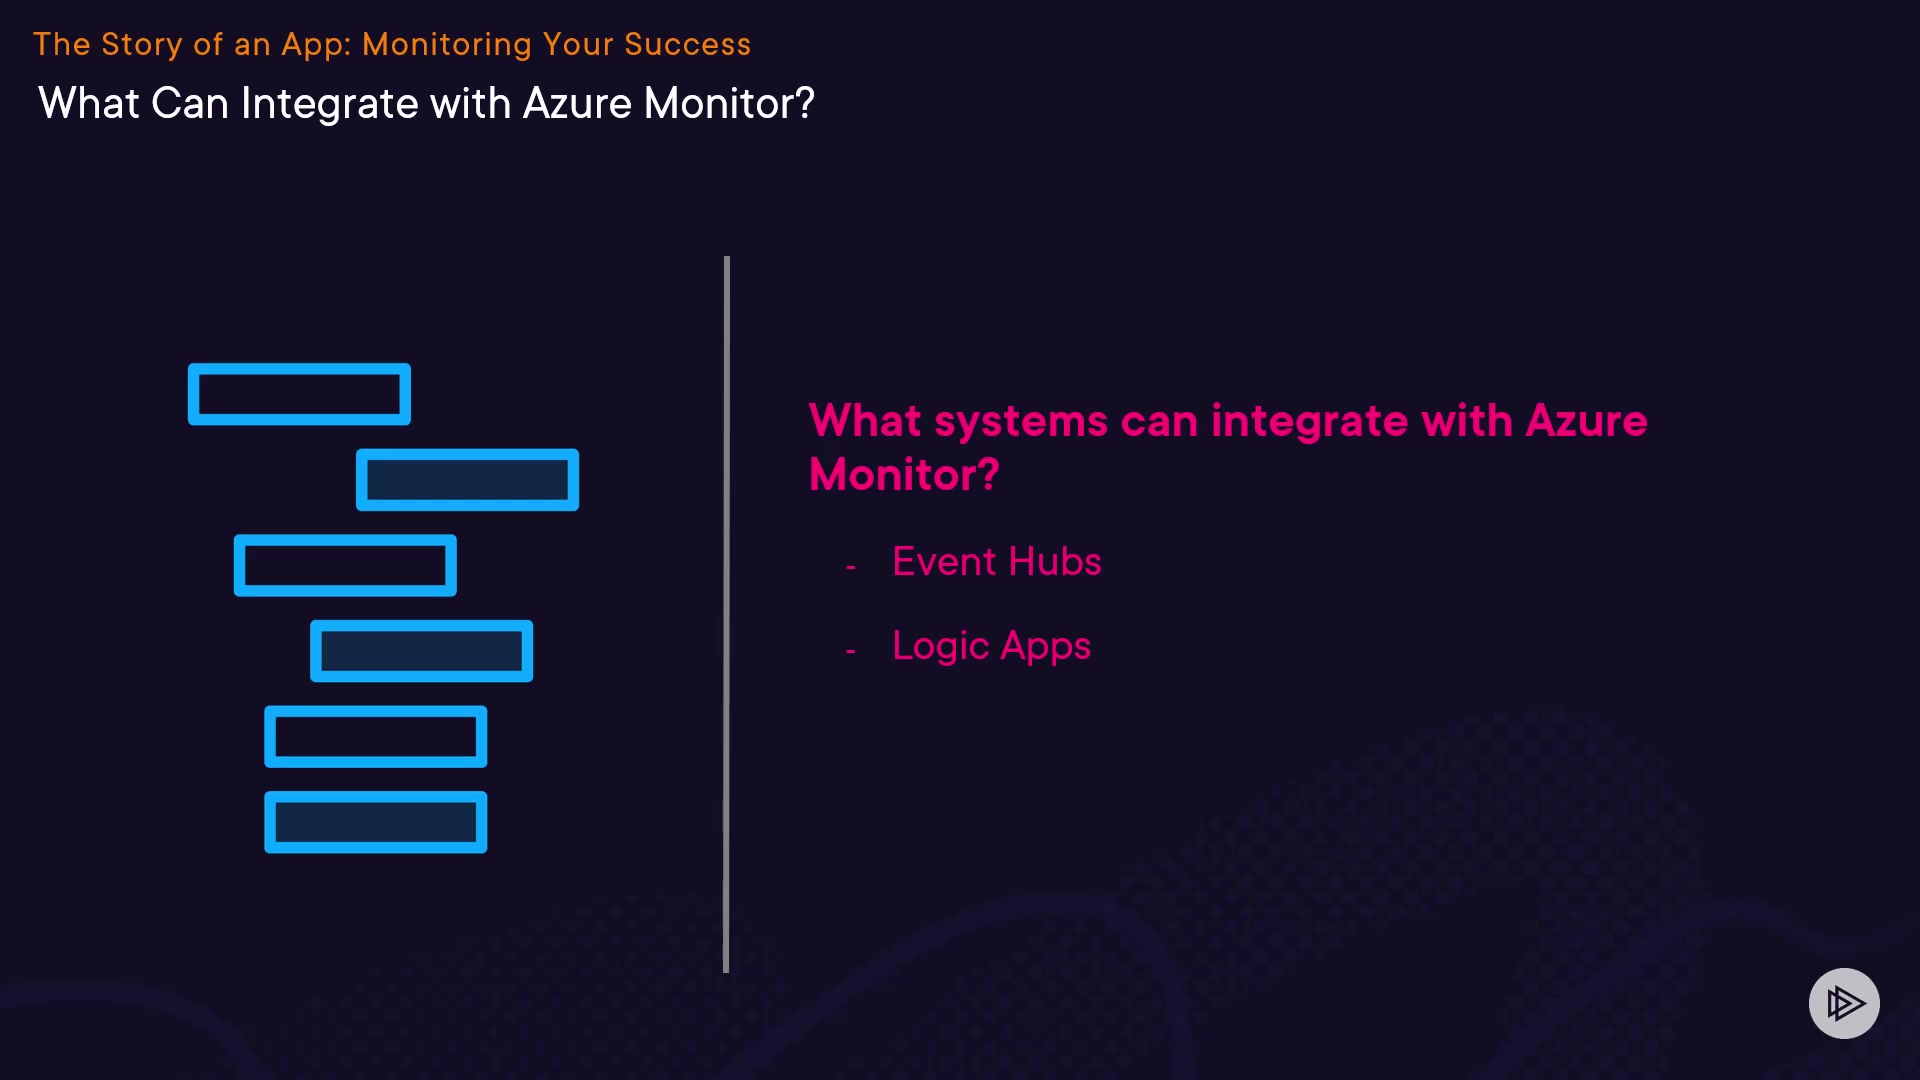 The Story of an App: Monitoring Your Success
What Can Integrate with Azure Monitor?
What systems can integrate with Azure
Monitor?
- Event Hubs
- Logic Apps